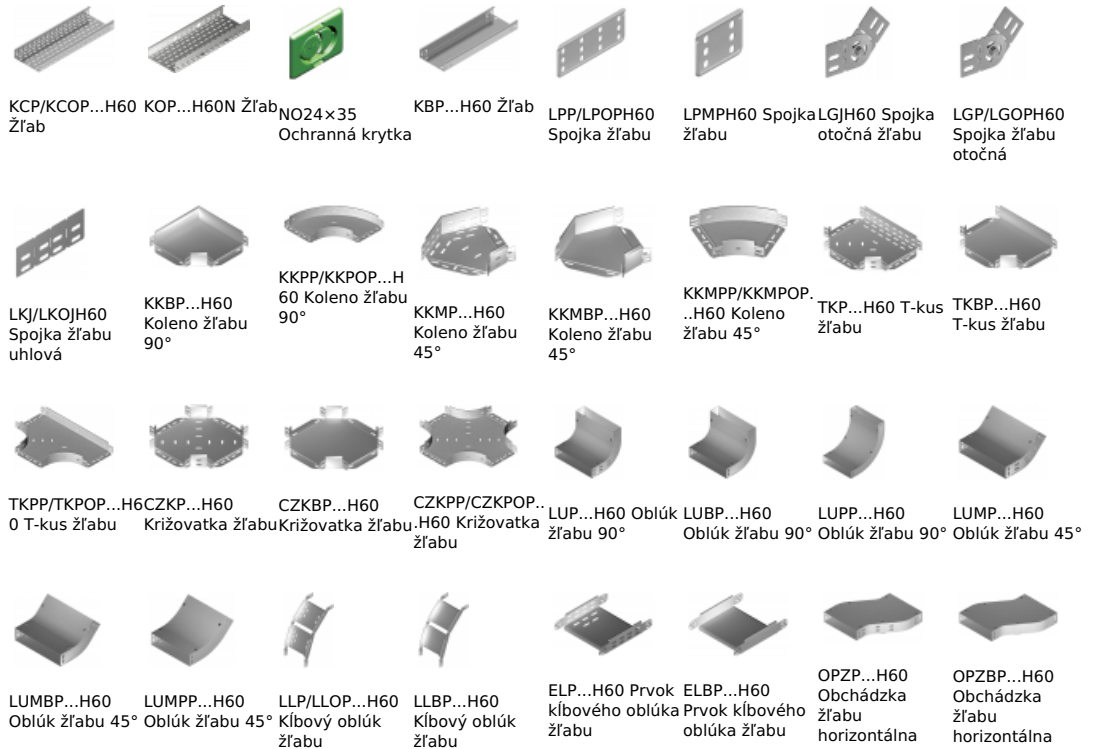 KCP/KCOP...H60
Žľab
KOP...H60N Žľab
NO24×35
Ochranná krytka
KBP...H60 Žľab
LPP/LPOPH60
Spojka žľabu
LPMPH60 Spojka
žľabu
LGJH60 Spojka
otočná žľabu
LGP/LGOPH60
Spojka žľabu
otočná
LKJ/LKOJH60
Spojka žľabu
uhlová
KKBP...H60
Koleno žľabu
90°
KKPP/KKPOP...H
60 Koleno žľabu
90°
KKMP...H60
Koleno žľabu
45°
KKMBP...H60
Koleno žľabu
45°
KKMPP/KKMPOP.
..H60 Koleno
žľabu 45°
TKP...H60 T-kus
žľabu
TKBP...H60
T-kus žľabu
TKPP/TKPOP...H6
0 T-kus žľabu
CZKP...H60
Križovatka žľabu
CZKBP...H60
Križovatka žľabu
CZKPP/CZKPOP..
.H60 Križovatka
žľabu
LUP...H60 Oblúk
žľabu 90°
LUBP...H60
Oblúk žľabu 90°
LUPP...H60
Oblúk žľabu 90°
LUMP...H60
Oblúk žľabu 45°
LUMBP...H60
Oblúk žľabu 45°
LUMPP...H60
Oblúk žľabu 45°
LLP/LLOP...H60
Kĺbový oblúk
žľabu
LLBP...H60
Kĺbový oblúk
žľabu
ELP...H60 Prvok
kĺbového oblúka
žľabu
ELBP...H60
Prvok kĺbového
oblúka žľabu
OPZP...H60
Obchádzka
žľabu
horizontálna
OPZBP...H60
Obchádzka
žľabu
horizontálna